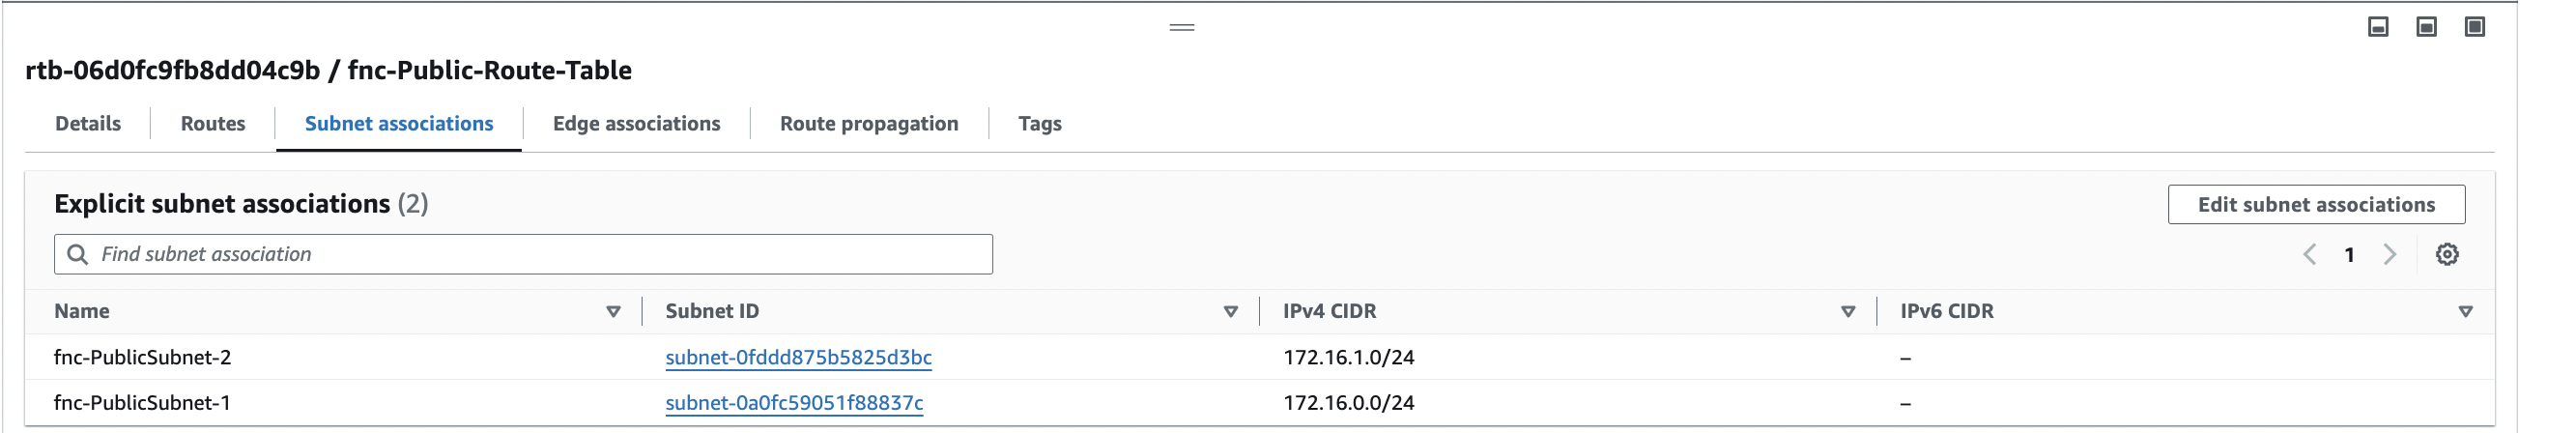 rtb-06d0fc9fb8dd04c9b / fnc-Public-Route-Table
Details Routes Subnet associations Edge associations Route propagation Tags
Explicit subnet associations (2) Edit subnet associations
Find subnet association 1
Name Subnet ID IPv4 CIDR IPv6 CIDR
fnc-PublicSubnet-2 subnet-0fddd875b5825d3bc 172.16.1.0/24 –
fnc-PublicSubnet-1 subnet-0a0fc59051f88837c 172.16.0.0/24 –